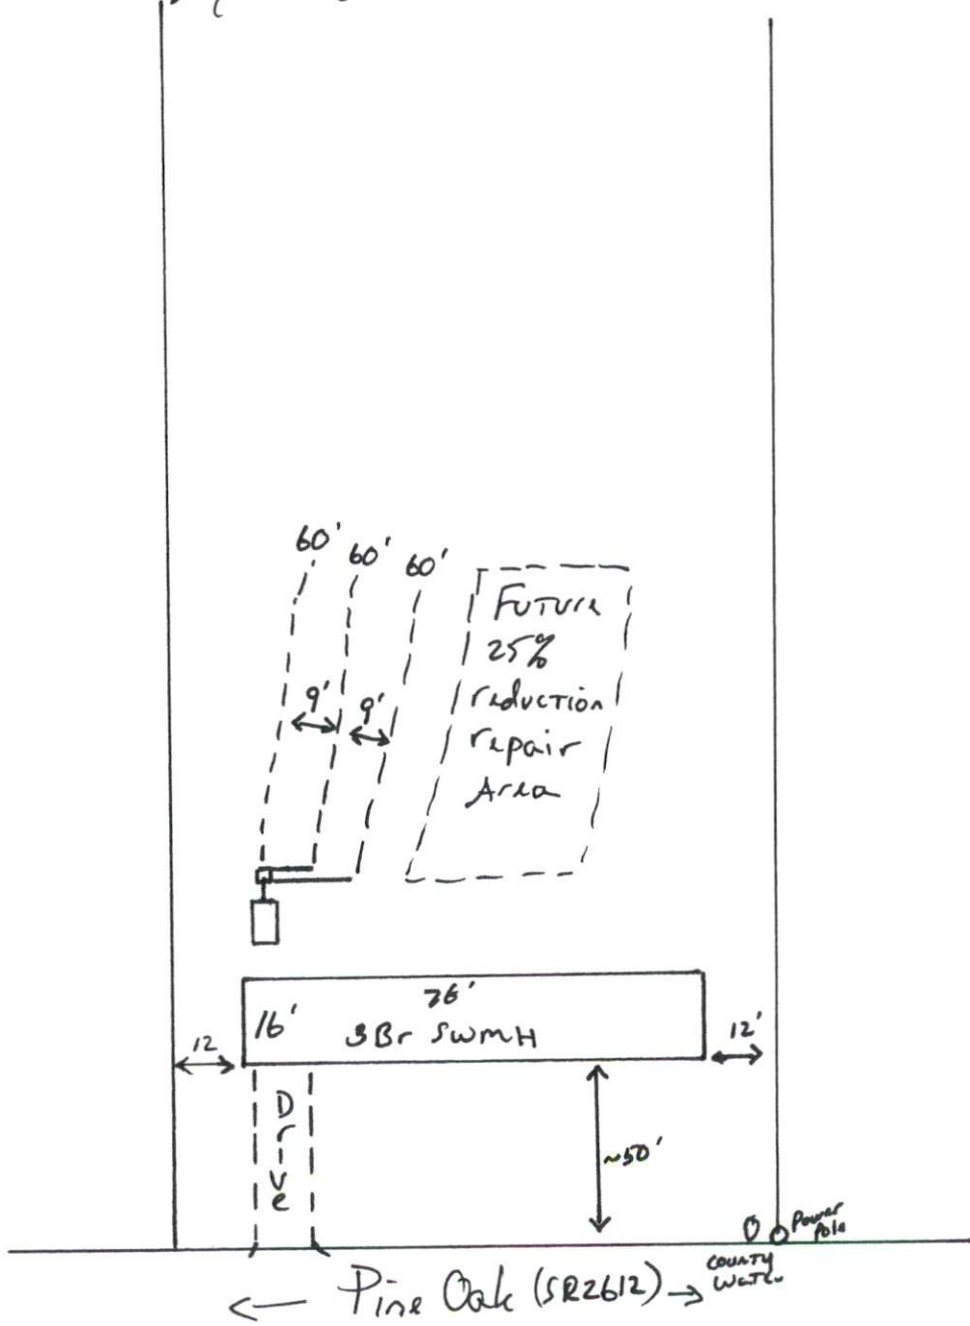 60' 60' 60'
Future
25%
reduction
repair
Area
9' 9'
76'
16'
3Br SWMH
12
12'
Drive
~50'
Power
Pole
County
Water
Pine Oak (SR2612)